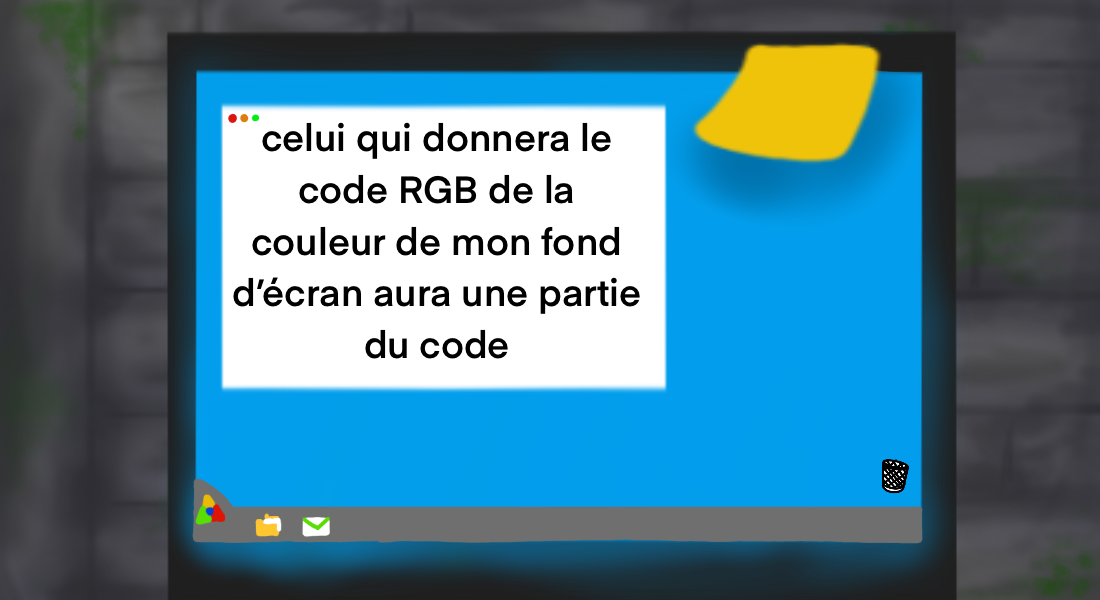 celui qui donnera le
code RGB de la
couleur de mon fond
d’écran aura une partie
du code